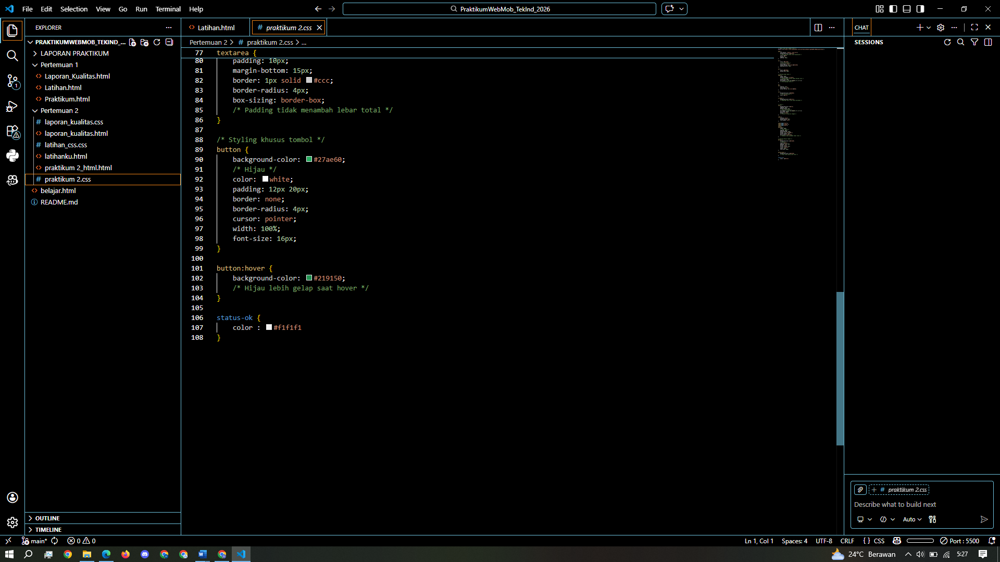 File Edit Selection View Go Run Terminal Help
PraktikumWebMob_TekInd_2026
EXPLORER
PRAKTIKUMWEBMOB_TEKIND_...
LAPORAN PRAKTIKUM
Pertemuan 1
Laporan_Kualitas.html
Latihan.html
Praktikum.html
Pertemuan 2
laporan_kualitas.css
laporan_kualitas.html
latihan_css.css
latihanku.html
praktikum 2_html.html
praktikum 2.css
belajar.html
README.md
OUTLINE
TIMELINE
Latihan.html
praktikum 2.css
Pertemuan 2 > praktikum 2.css > ...
77 textarea {
80 padding: 10px;
81 margin-bottom: 15px;
82 border: 1px solid #ccc;
83 border-radius: 4px;
84 box-sizing: border-box;
85 /* Padding tidak menambah lebar total */
86 }
87
88 /* Styling khusus tombol */
89 button {
90 background-color: #27ae60;
91 /* Hijau */
92 color: white;
93 padding: 12px 20px;
94 border: none;
95 border-radius: 4px;
96 cursor: pointer;
97 width: 100%;
98 font-size: 16px;
99 }
100
101 button:hover {
102 background-color: #219150;
103 /* Hijau lebih gelap saat hover */
104 }
105
106 status-ok {
107 color : #f1f1f1
108 }
CHAT
SESSIONS
praktikum 2.css
Describe what to build next
Auto
1
main* 0 0
Ln 1, Col 1 Spaces: 4 UTF-8 CRLF { } CSS Port : 5500
24°C Berawan 5:27